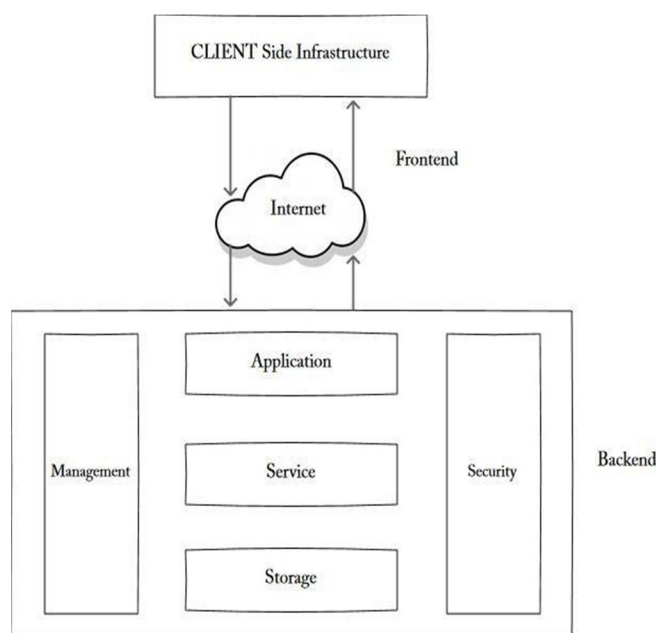 CLIENT Side Infrastructure
Frontend
Internet
Application
Management
Service
Security
Backend
Storage